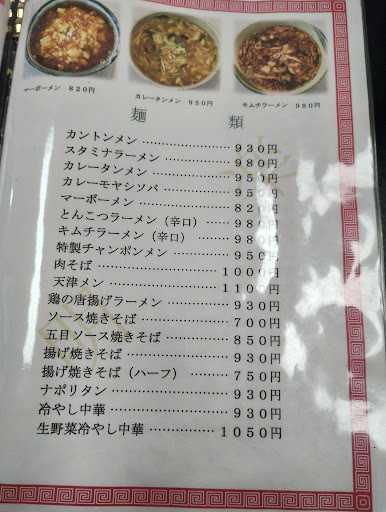 マーボーメン 820円
カレータンメン 950円
キムチラーメン 980円
麺類
カントンメン……………930円
スタミナラーメン…………980円
カレータンメン……………950円
カレーモヤシソバ…………950円
マーボーメン………………820円
とんこつラーメン（辛口）……980円
キムチラーメン（辛口）……980円
特製チャンポンメン…………950円
肉そば……………………1000円
天津メン…………………1100円
鶏の唐揚げラーメン…………930円
ソース焼きそば……………700円
五目ソース焼きそば…………850円
揚げ焼きそば………………930円
揚げ焼きそば（ハーフ）……750円
ナポリタン…………………930円
冷やし中華…………………930円
生野菜冷やし中華…………1050円